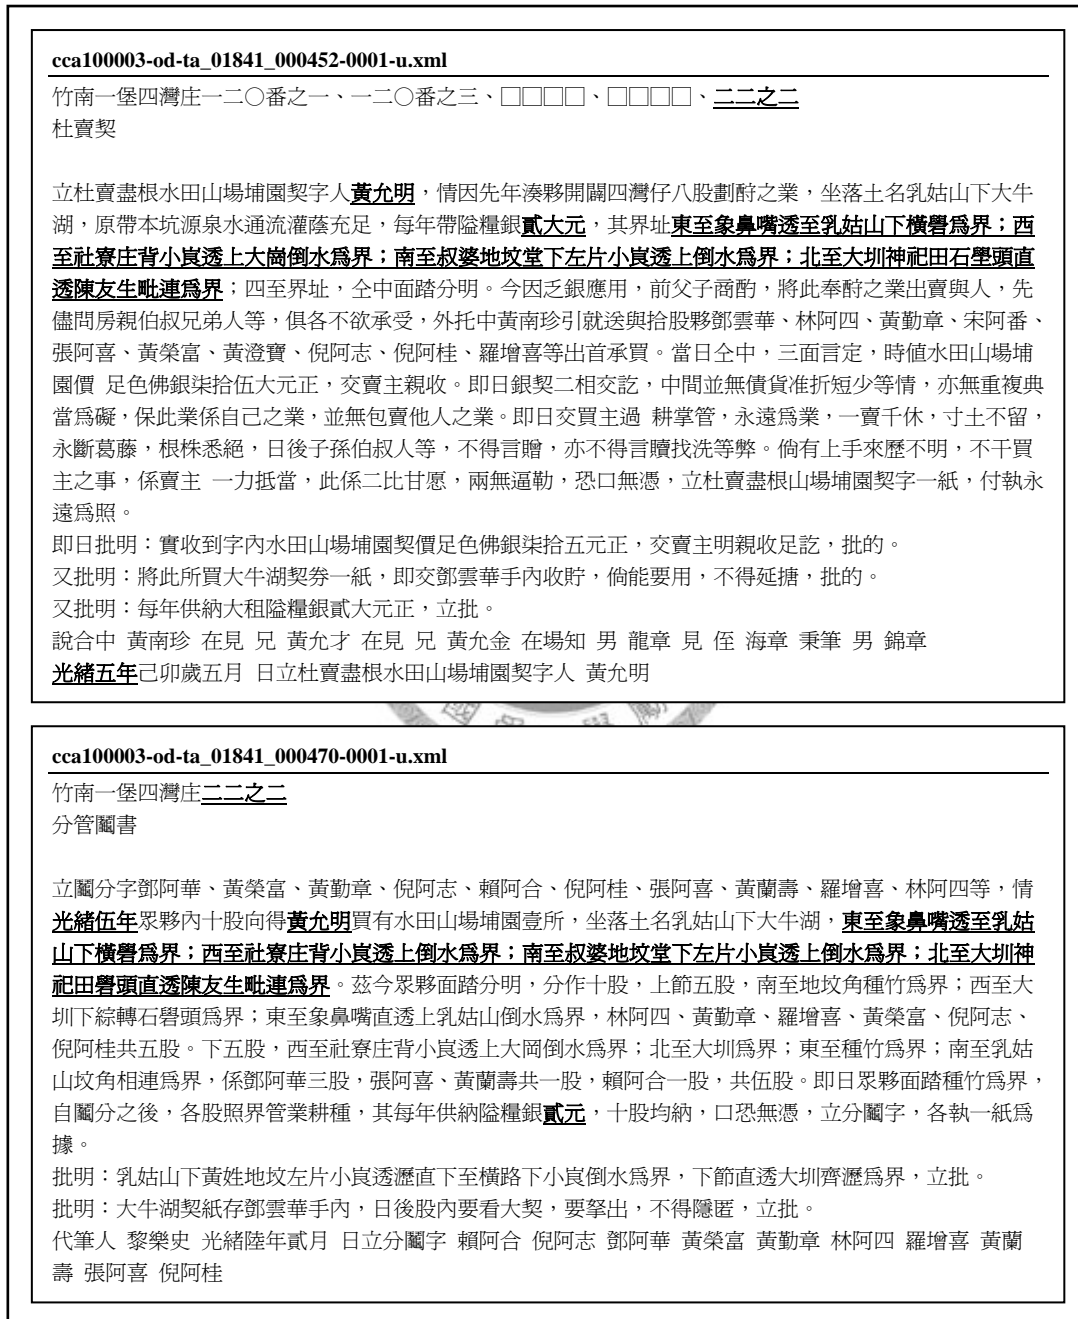 cca100003-od-ta_01841_000452-0001-u.xml
竹南一堡四灣庄一二○番之一、一二○番之三、□□□□、□□□□、二二之二
杜賣契
立杜賣盡根水田山場埔園契字人黃允明，情因先年湊夥開闢四灣仔八股劃酧之業，坐落土名乳姑山下大牛
湖，原帶本坑源泉水通流灌蔭充足，每年帶隘糧銀貳大元，其界址東至象鼻嘴透至乳姑山下橫礐爲界；西
至社寮庄背小崀透上大崗倒水爲界；南至叔婆地坟堂下左片小崀透上倒水爲界；北至大圳神祀田石壆頭直
透陳友生毗連爲界；四至界址，仝中面踏分明。今因乏銀應用，前父子啇酌，將此奉酧之業出賣與人，先
儘問房親伯叔兄弟人等，俱各不欲承受，外托中黃南珍引就送與拾股夥鄧雲華、林阿四、黃勤章、宋阿番、
張阿喜、黃榮富、黃澄寶、倪阿志、倪阿桂、羅增喜等出首承買。當日仝中，三面言定，時値水田山場埔
園價 足色佛銀柒拾伍大元正，交賣主親收。即日銀契二相交訖，中間並無債貨准折短少等情，亦無重複典
當爲礙，保此業係自己之業，並無包賣他人之業。即日交買主過 耕掌管，永遠爲業，一賣千休，寸土不留，
永斷葛藤，根株悉絕，日後子孫伯叔人等，不得言贈，亦不得言贖找洗等弊。倘有上手來歷不明，不干買
主之事，係賣主 一力抵當，此係二比甘愿，兩無逼勒，恐口無憑，立杜賣盡根山場埔園契字一紙，付執永
遠爲照。
即日批明：實收到字內水田山場埔園契價足色佛銀柒拾五元正，交賣主明親收足訖，批的。
又批明：將此所買大牛湖契券一紙，即交鄧雲華手內收貯，倘能要用，不得延搪，批的。
又批明：每年供納大租隘糧銀貳大元正，立批。
說合中 黃南珍 在見 兄 黃允才 在見 兄 黃允金 在場知 男 龍章 見 侄 海章 秉筆 男 錦章
光緒五年己卯歲五月 日立杜賣盡根水田山場埔園契字人 黃允明
cca100003-od-ta_01841_000470-0001-u.xml
竹南一堡四灣庄二二之二
分管鬮書
立鬮分字鄧阿華、黃榮富、黃勤章、倪阿志、賴阿合、倪阿桂、張阿喜、黃蘭壽、羅增喜、林阿四等，情
光緒伍年眾夥內十股向得黃允明買有水田山場埔園壹所，坐落土名乳姑山下大牛湖，東至象鼻嘴透至乳姑
山下橫礐爲界；西至社寮庄背小崀透上倒水爲界；南至叔婆地坟堂下左片小崀透上倒水爲界；北至大圳神
祀田礐頭直透陳友生毗連爲界。茲今眾夥面踏分明，分作十股，上節五股，南至地坟角種竹爲界；西至大
圳下綜轉石礐頭爲界；東至象鼻嘴直透上乳姑山倒水爲界，林阿四、黃勤章、羅增喜、黃榮富、倪阿志、
倪阿桂共五股。下五股，西至社寮庄背小崀透上大岡倒水爲界；北至大圳爲界；東至種竹爲界；南至乳姑
山坟角相連爲界，係鄧阿華三股，張阿喜、黃蘭壽共一股，賴阿合一股，共伍股。即日眾夥面踏種竹爲界，
自鬮分之後，各股照界管業耕種，其每年供納隘糧銀貳元，十股均納，口恐無憑，立分鬮字，各執一紙爲
據。
批明：乳姑山下黃姓地坟左片小崀透瀝直下至橫路下小崀倒水爲界，下節直透大圳齊瀝爲界，立批。
批明：大牛湖契紙存鄧雲華手內，日後股內要看大契，要拏出，不得隱匿，立批。
代筆人 黎樂史 光緒陸年貳月 日立分鬮字 賴阿合 倪阿志 鄧阿華 黃榮富 黃勤章 林阿四 羅增喜 黃蘭
壽 張阿喜 倪阿桂